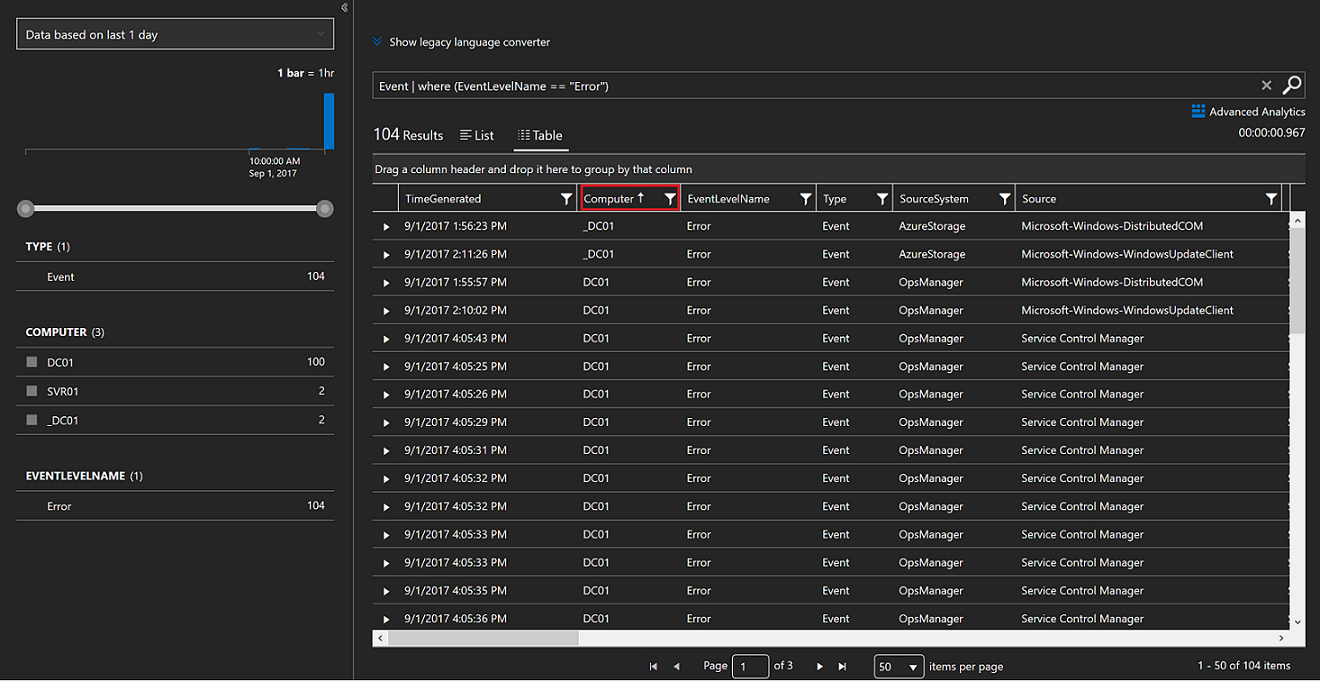 Data based on last 1 day
1 bar = 1hr
10:00:00 AM
Sep 1, 2017
TYPE (1)
Event 104
COMPUTER (3)
DC01 100
SVR01 2
_DC01 2
EVENTLEVELNAME (1)
Error 104
Show legacy language converter
Event | where (EventLevelName == "Error")
Advanced Analytics
00:00:00.967
104 Results List Table
Drag a column header and drop it here to group by that column
TimeGenerated Computer ↑ EventLevelName Type SourceSystem Source
9/1/2017 1:56:23 PM _DC01 Error Event AzureStorage Microsoft-Windows-DistributedCOM
9/1/2017 2:11:26 PM _DC01 Error Event AzureStorage Microsoft-Windows-WindowsUpdateClient
9/1/2017 1:55:57 PM DC01 Error Event OpsManager Microsoft-Windows-DistributedCOM
9/1/2017 2:10:02 PM DC01 Error Event OpsManager Microsoft-Windows-WindowsUpdateClient
9/1/2017 4:05:43 PM DC01 Error Event OpsManager Service Control Manager
9/1/2017 4:05:25 PM DC01 Error Event OpsManager Service Control Manager
9/1/2017 4:05:26 PM DC01 Error Event OpsManager Service Control Manager
9/1/2017 4:05:29 PM DC01 Error Event OpsManager Service Control Manager
9/1/2017 4:05:31 PM DC01 Error Event OpsManager Service Control Manager
9/1/2017 4:05:32 PM DC01 Error Event OpsManager Service Control Manager
9/1/2017 4:05:32 PM DC01 Error Event OpsManager Service Control Manager
9/1/2017 4:05:33 PM DC01 Error Event OpsManager Service Control Manager
9/1/2017 4:05:33 PM DC01 Error Event OpsManager Service Control Manager
9/1/2017 4:05:35 PM DC01 Error Event OpsManager Service Control Manager
9/1/2017 4:05:36 PM DC01 Error Event OpsManager Service Control Manager
Page 1 of 3 50 items per page 1 - 50 of 104 items